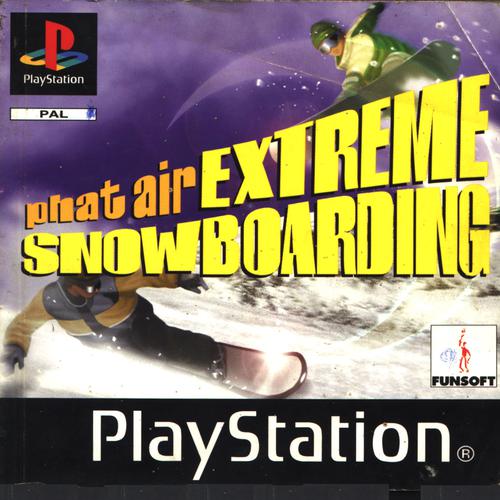 PlayStation
PAL
phat air EXTREME
SNOWBOARDING
FUNSOFT
PlayStation ®